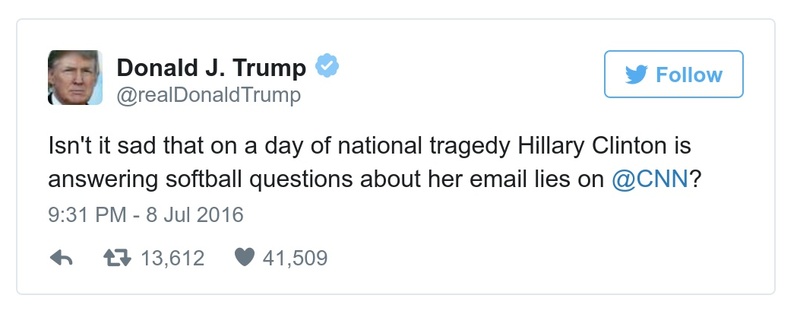 Donald J. Trump
@realDonaldTrump
Follow
Isn't it sad that on a day of national tragedy Hillary Clinton is
answering softball questions about her email lies on @CNN?
9:31 PM - 8 Jul 2016
13,612 41,509